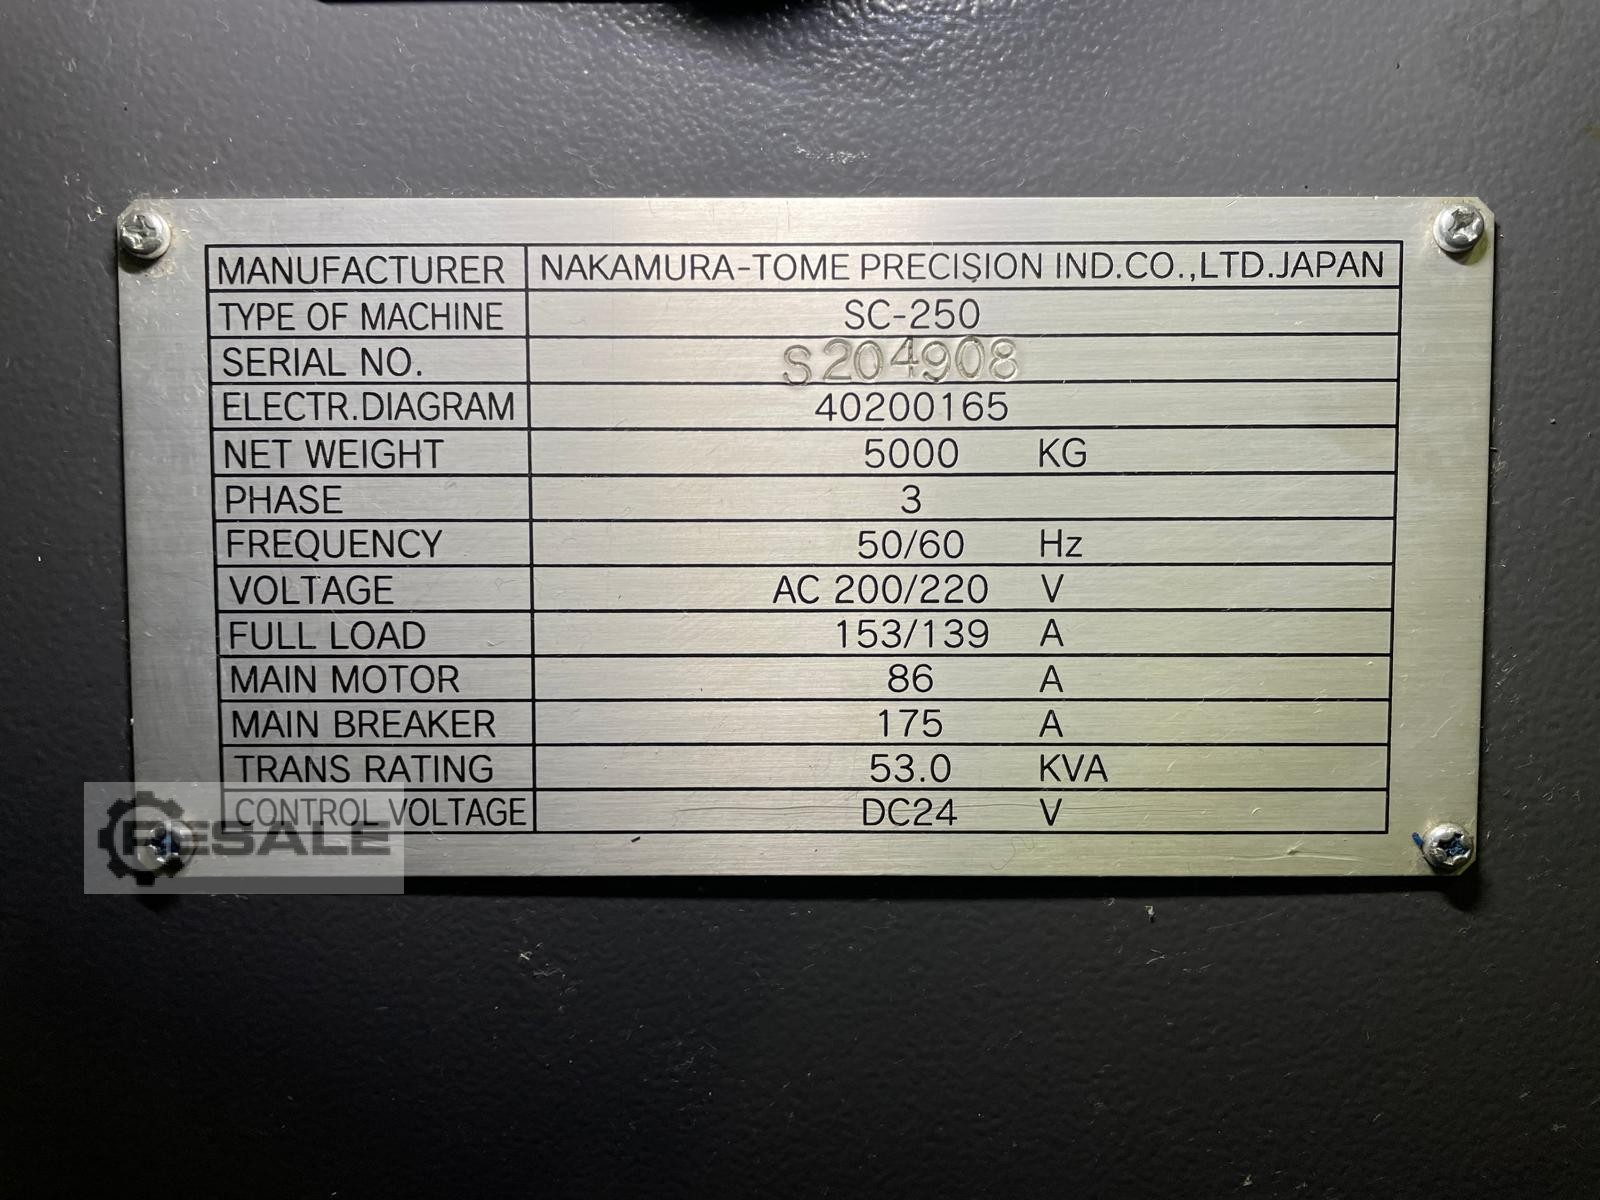 MANUFACTURER NAKAMURA-TOME PRECISION IND.CO.,LTD.JAPAN
TYPE OF MACHINE SC-250
SERIAL NO. S204908
ELECTR.DIAGRAM 40200165
NET WEIGHT 5000 KG
PHASE 3
FREQUENCY 50/60 Hz
VOLTAGE AC 200/220 V
FULL LOAD 153/139 A
MAIN MOTOR 86 A
MAIN BREAKER 175 A
TRANS RATING 53.0 KVA
CONTROL VOLTAGE DC24 V
RESALE